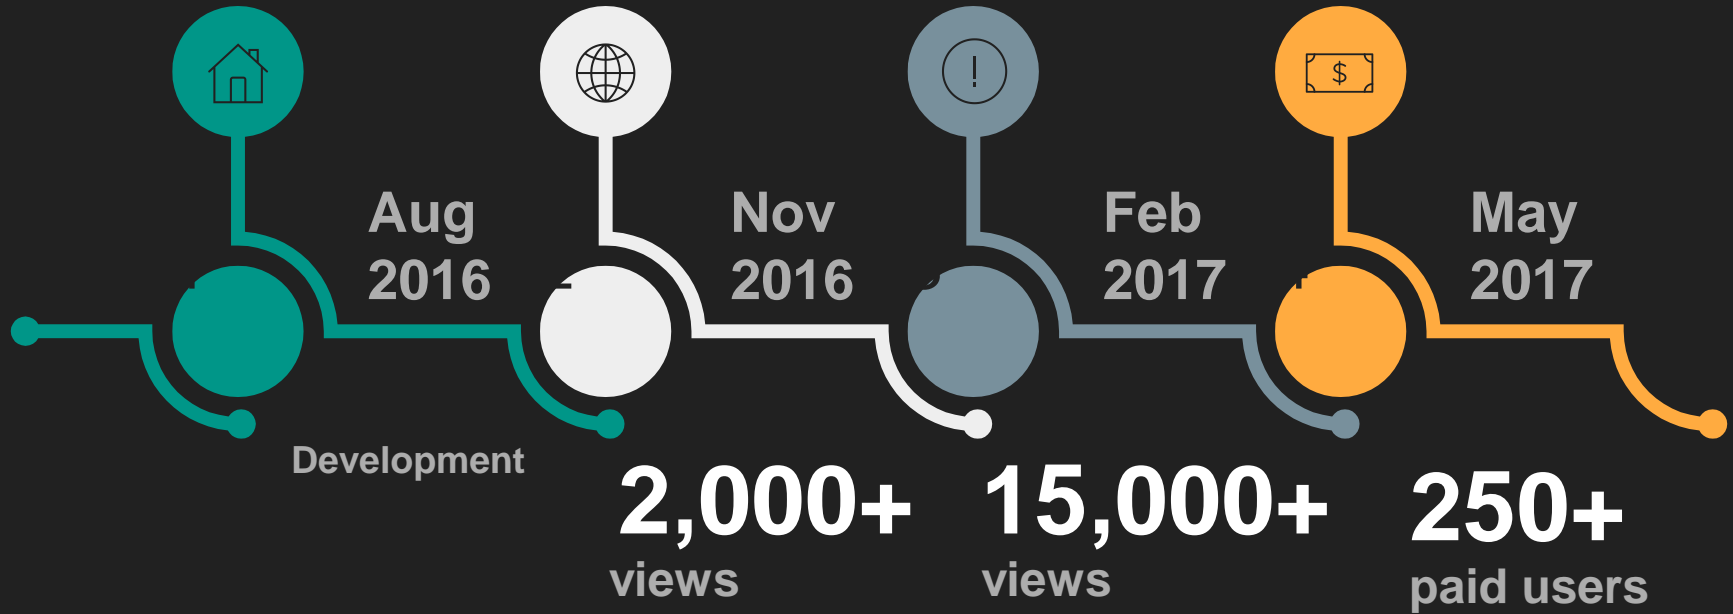 $
Aug
2016
Nov
2016
Feb
2017
May
2017
Development
2,000+
views
15,000+
views
250+
paid users